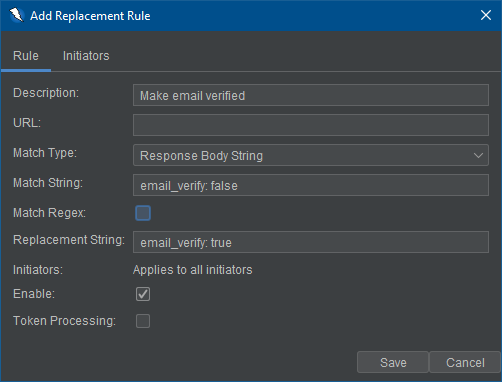 Add Replacement Rule
Rule Initiators
Description: Make email verified
URL:
Match Type: Response Body String
Match String: email_verify: false
Match Regex:
Replacement String: email_verify: true
Initiators: Applies to all initiators
Enable:
Token Processing:
Save Cancel